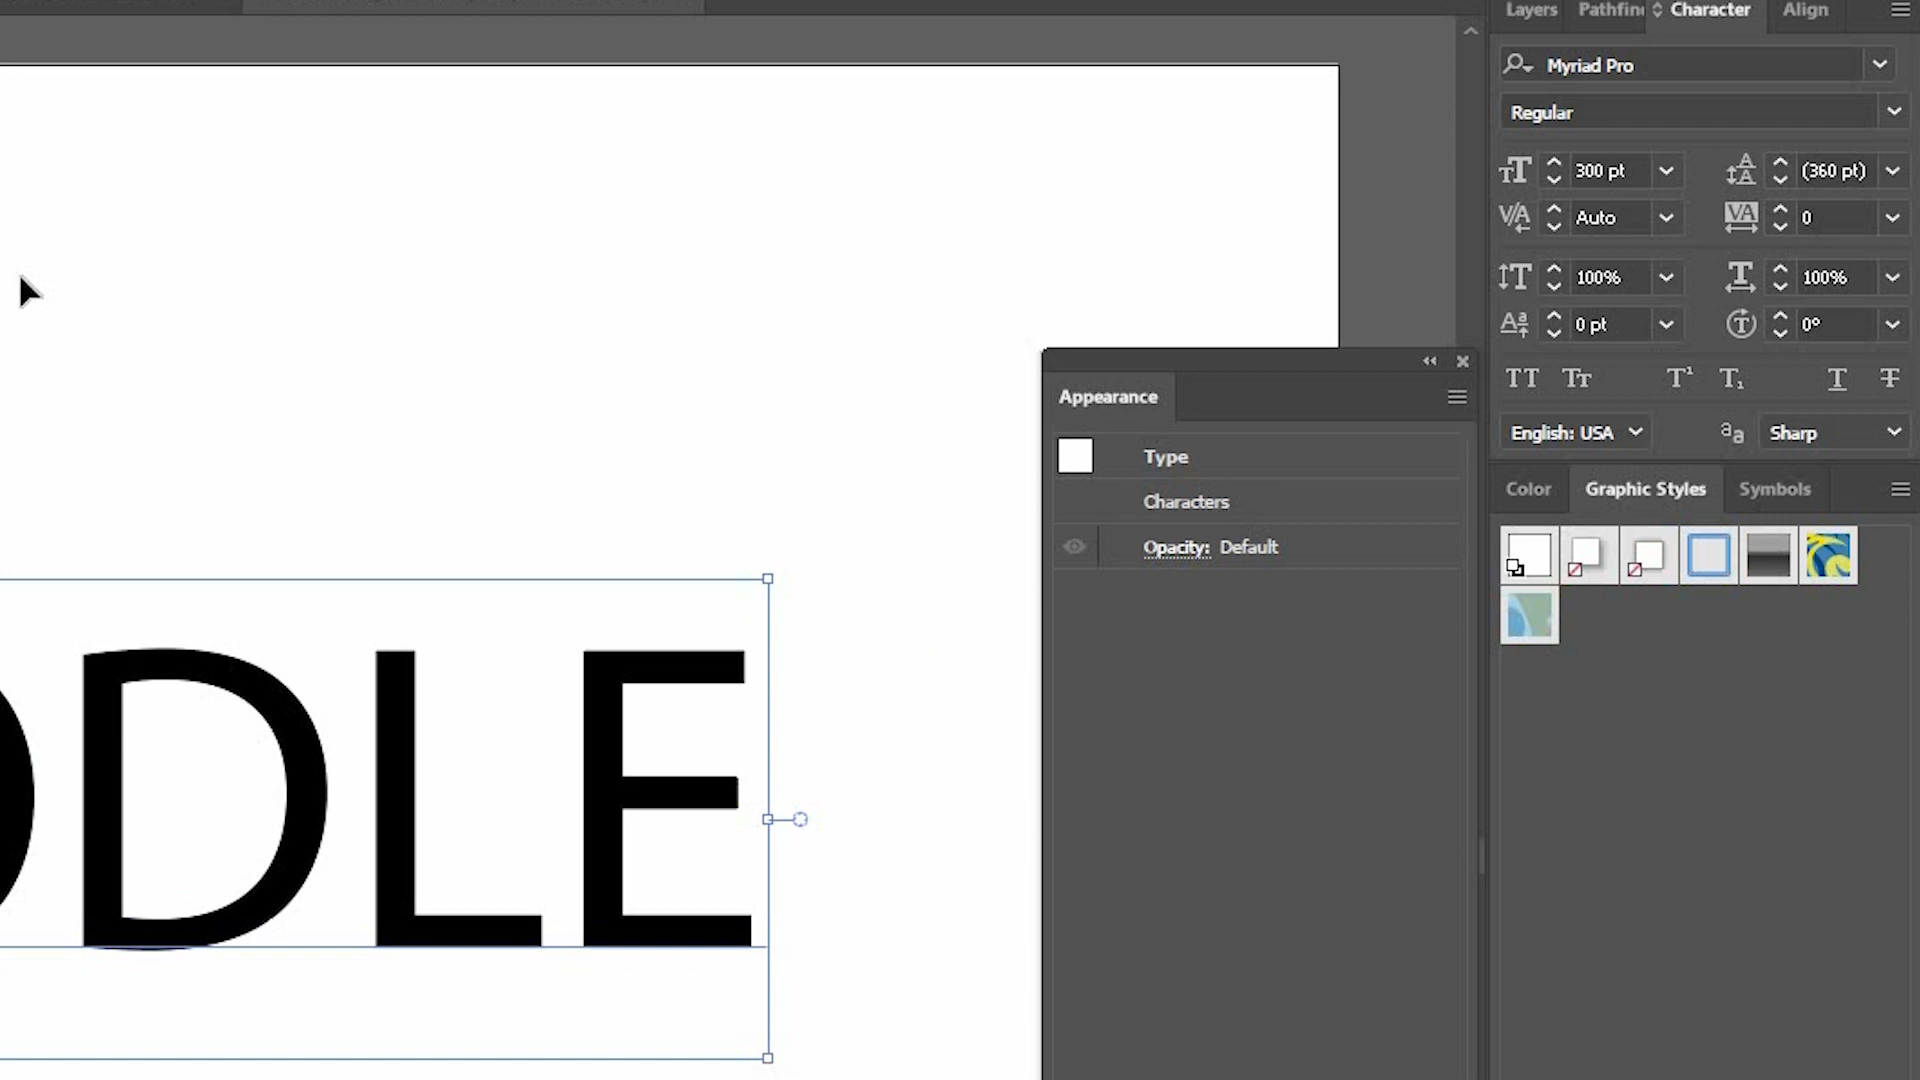 Layers Pathfin Character Align
Myriad Pro
Regular
300 pt (360 pt)
Auto 0
100% 100%
0 pt 0°
English: USA Sharp
Appearance
Type
Characters
Opacity: Default
Color Graphic Styles Symbols
DLE